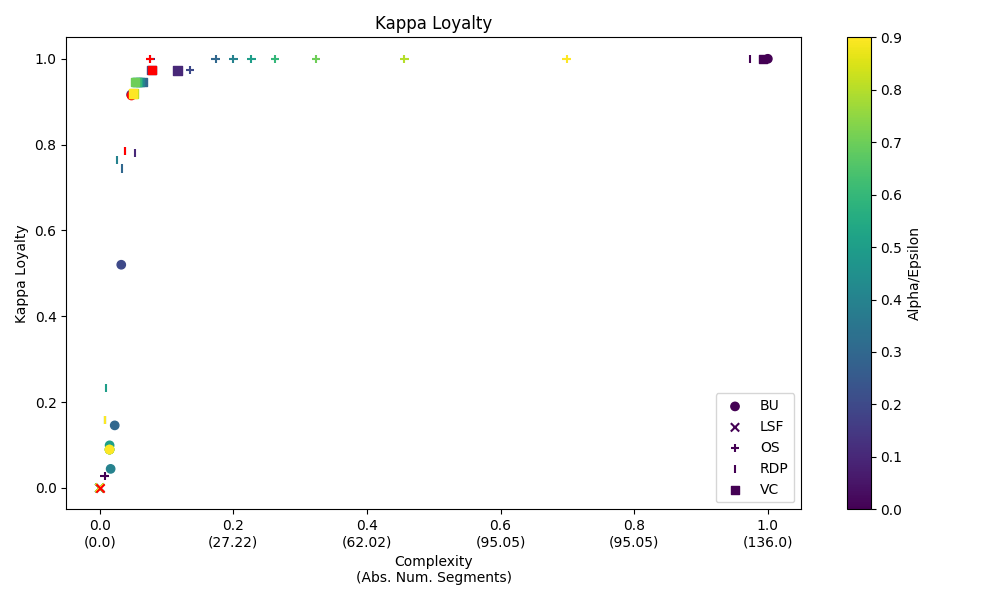 Kappa Loyalty
1.0
0.8
0.6
0.4
0.2
0.0
Kappa Loyalty
0.0
(0.0)
0.2
(27.22)
0.4
(62.02)
0.6
(95.05)
0.8
(95.05)
1.0
(136.0)
Complexity
(Abs. Num. Segments)
BU
LSF
OS
RDP
VC
0.9
0.8
0.7
0.6
0.5
0.4
0.3
0.2
0.1
0.0
Alpha/Epsilon